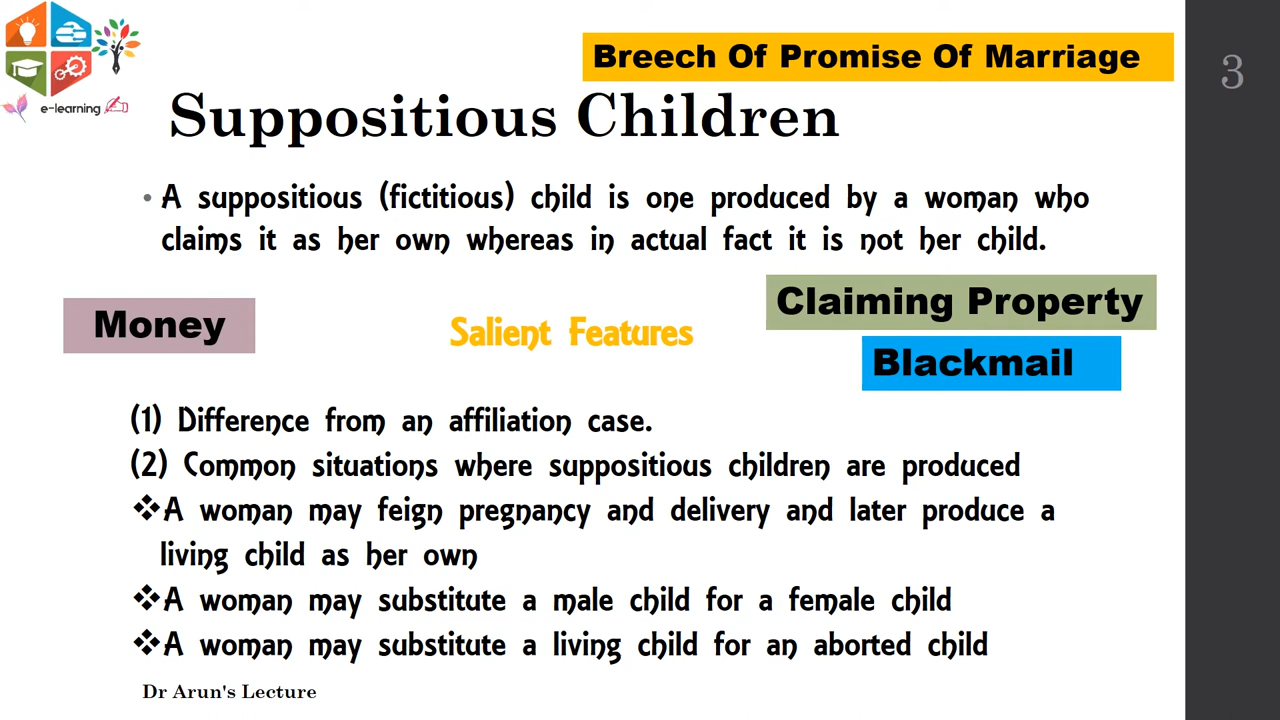 Breech Of Promise Of Marriage
3
e-learning
Suppositious Children
• A suppositious (fictitious) child is one produced by a woman who
claims it as her own whereas in actual fact it is not her child.
Claiming Property
Money
Salient Features
Blackmail
(1) Difference from an affiliation case.
(2) Common situations where suppositious children are produced
❖A woman may feign pregnancy and delivery and later produce a
living child as her own
❖A woman may substitute a male child for a female child
❖A woman may substitute a living child for an aborted child
Dr Arun's Lecture